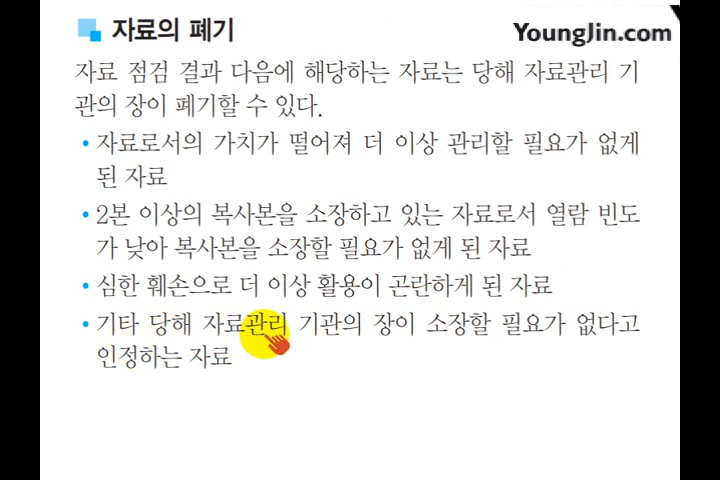 자료의 폐기
YoungJin.com
자료 점검 결과 다음에 해당하는 자료는 당해 자료관리 기
관의 장이 폐기할 수 있다.
• 자료로서의 가치가 떨어져 더 이상 관리할 필요가 없게
된 자료
• 2본 이상의 복사본을 소장하고 있는 자료로서 열람 빈도
가 낮아 복사본을 소장할 필요가 없게 된 자료
• 심한 훼손으로 더 이상 활용이 곤란하게 된 자료
• 기타 당해 자료관리 기관의 장이 소장할 필요가 없다고
인정하는 자료